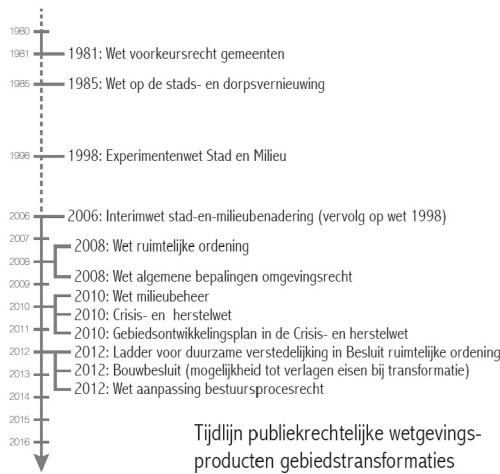 1980
1981 1981: Wet voorkeursrecht gemeenten
1985 1985: Wet op de stads- en dorpsvernieuwing
1998 1998: Experimentenwet Stad en Milieu
2006 2006: Interimwet stad-en-milieubenadering (vervolg op wet 1998)
2007
2008: Wet ruimtelijke ordening
2008
2008: Wet algemene bepalingen omgevingsrecht
2009
2010: Wet milieubeheer
2010
2010: Crisis- en herstelwet
2011
2010: Gebiedsontwikkelingsplan in de Crisis- en herstelwet
2012 2012: Ladder voor duurzame verstedelijking in Besluit ruimtelijke ordening
2012: Bouwbesluit (mogelijkheid tot verlagen eisen bij transformatie)
2013
2012: Wet aanpassing bestuursprocesrecht
2014
2015
2016
Tijdlijn publiekrechtelijke wetgevings-
producten gebiedstransformaties